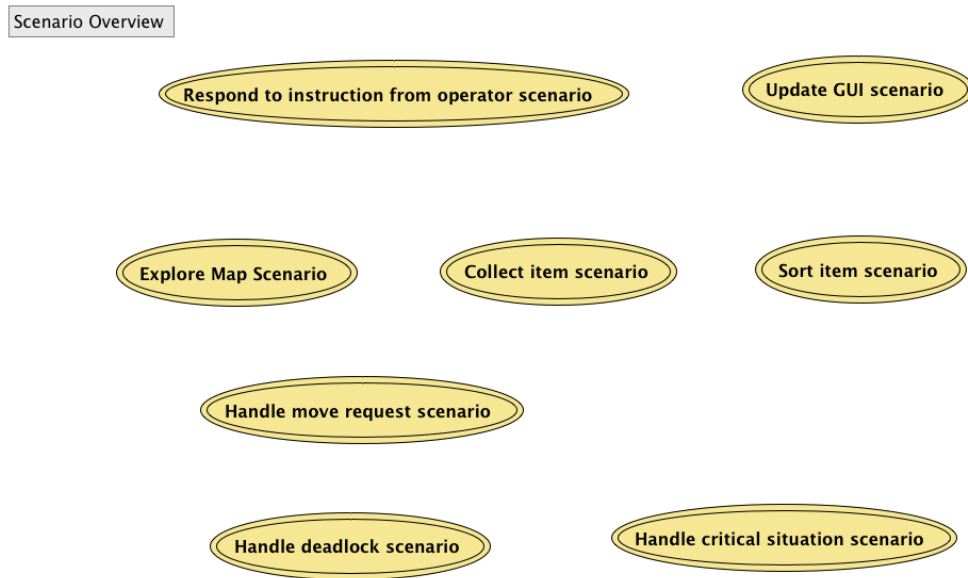 Scenario Overview
Respond to instruction from operator scenario
Update GUI scenario
Explore Map Scenario
Collect item scenario
Sort item scenario
Handle move request scenario
Handle deadlock scenario
Handle critical situation scenario